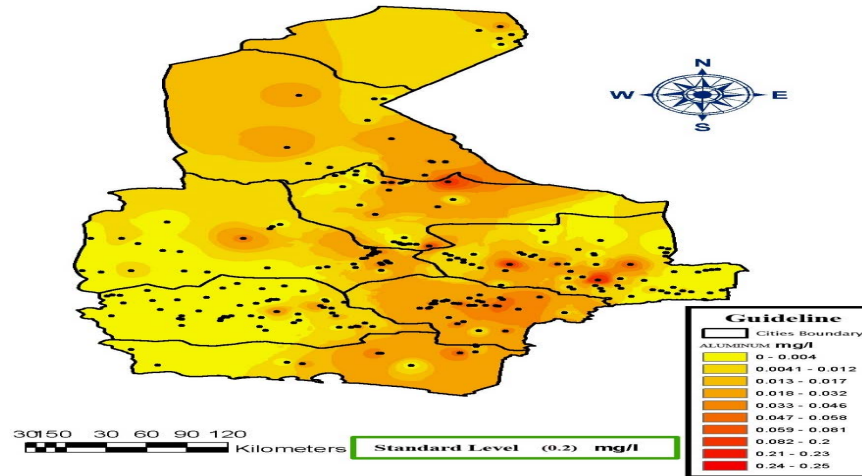 N
W E
S
Guideline
Cities Boundary
ALUMINUM mg/l
0 - 0.004
0.0041 - 0.012
0.013 - 0.017
0.018 - 0.032
0.033 - 0.046
0.047 - 0.058
0.059 - 0.081
0.082 - 0.2
0.21 - 0.23
0.24 - 0.25
30150 30 60 90 120
Kilometers
Standard Level (0.2) mg/l